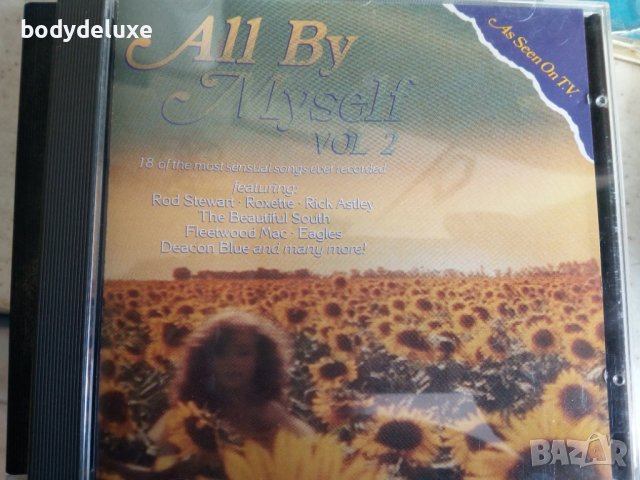 bodydeluxe
All By
Myself
VOL 2
As Seen On T.V.
18 of the most sensual songs ever recorded
featuring:
Rod Stewart · Roxette · Rick Astley
The Beautiful South
Fleetwood Mac · Eagles
Deacon Blue and many more!
BAZAR